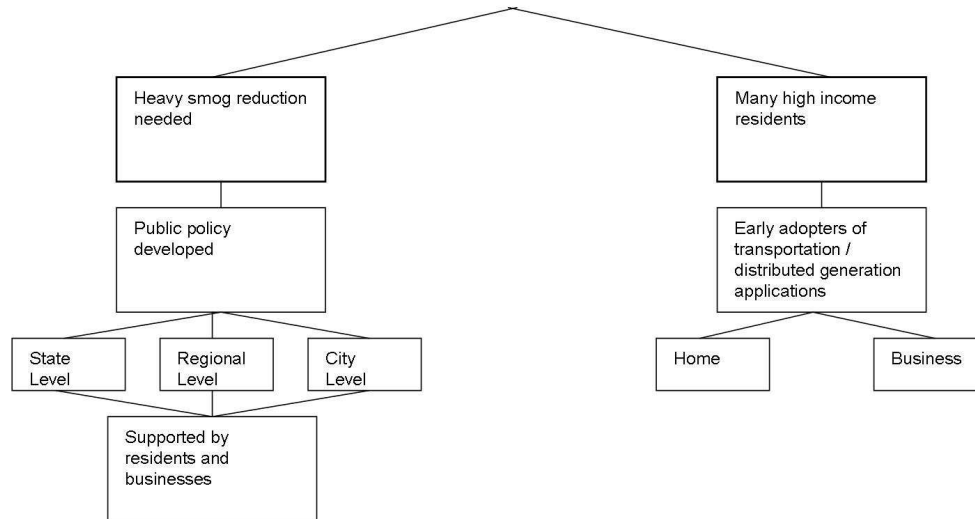 Heavy smog reduction
needed
Many high income
residents
Public policy
developed
Early adopters of
transportation /
distributed generation
applications
State
Level
Regional
Level
City
Level
Home
Business
Supported by
residents and
businesses